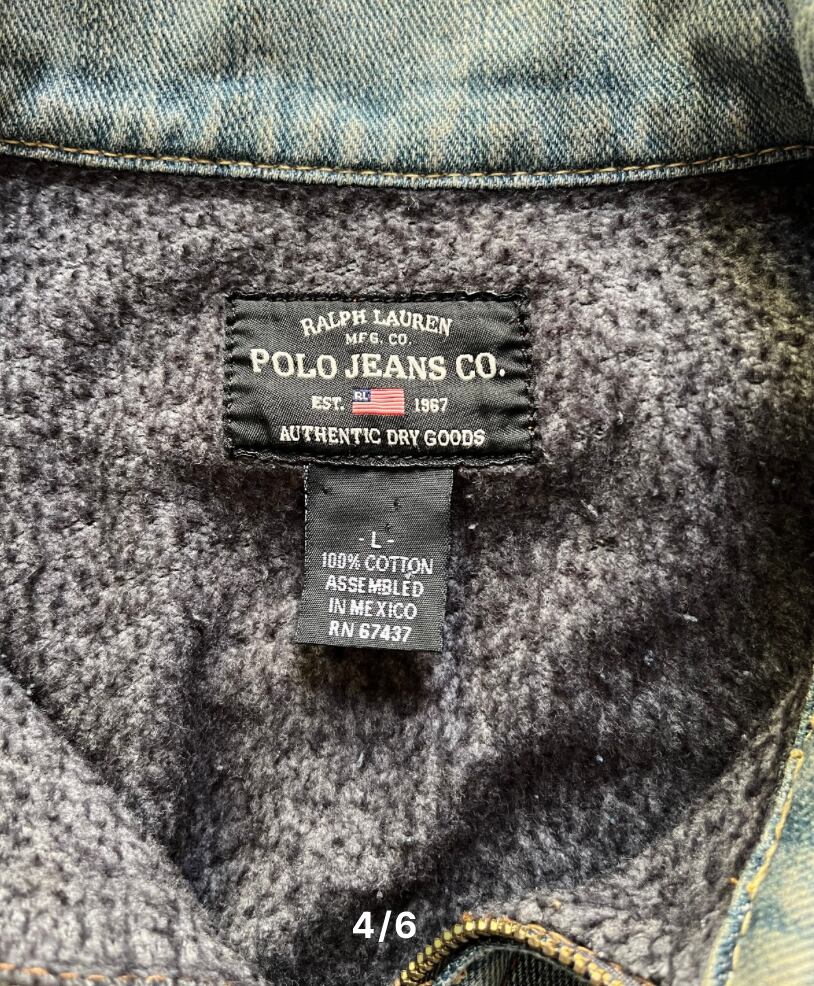 RALPH LAUREN
MFG. CO.
POLO JEANS CO.
EST. RL 1967
AUTHENTIC DRY GOODS
- L -
100% COTTON
ASSEMBLED
IN MEXICO
RN 67437
4/6